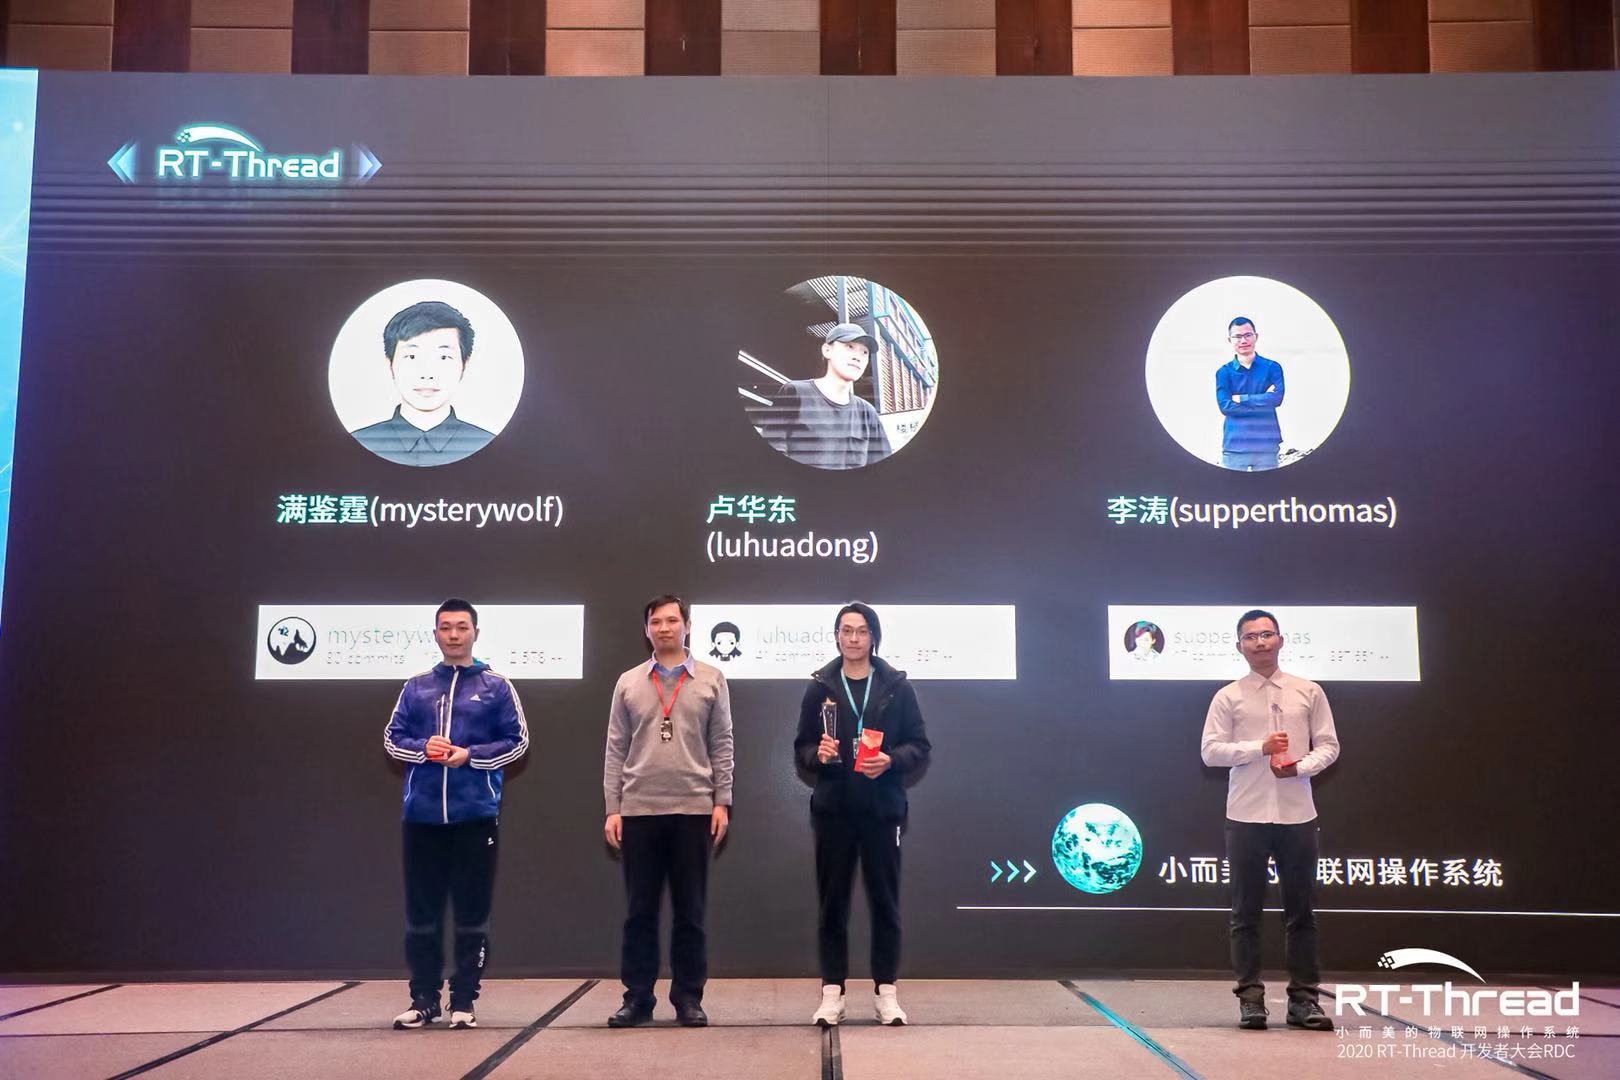 RT-Thread
满鉴霆(mysterywolf)
卢华东
(luhuadong)
李涛(supperthomas)
小而美的 联网操作系统
RT-Thread
小而美的物联网操作系统
2020 RT-Thread 开发者大会RDC